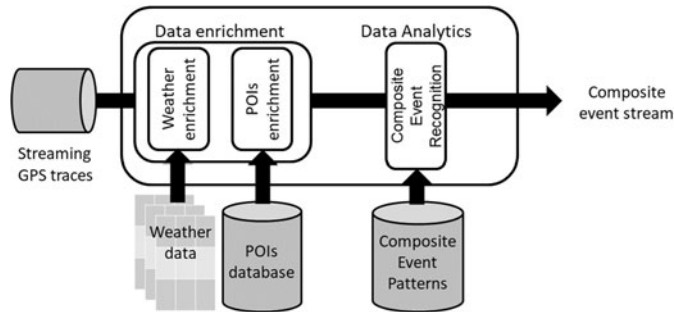 Data enrichment
Data Analytics
Weather
enrichment
POIs
enrichment
Composite
Event
Recognition
Composite
event stream
Streaming
GPS traces
Weather
data
POIs
database
Composite
Event
Patterns